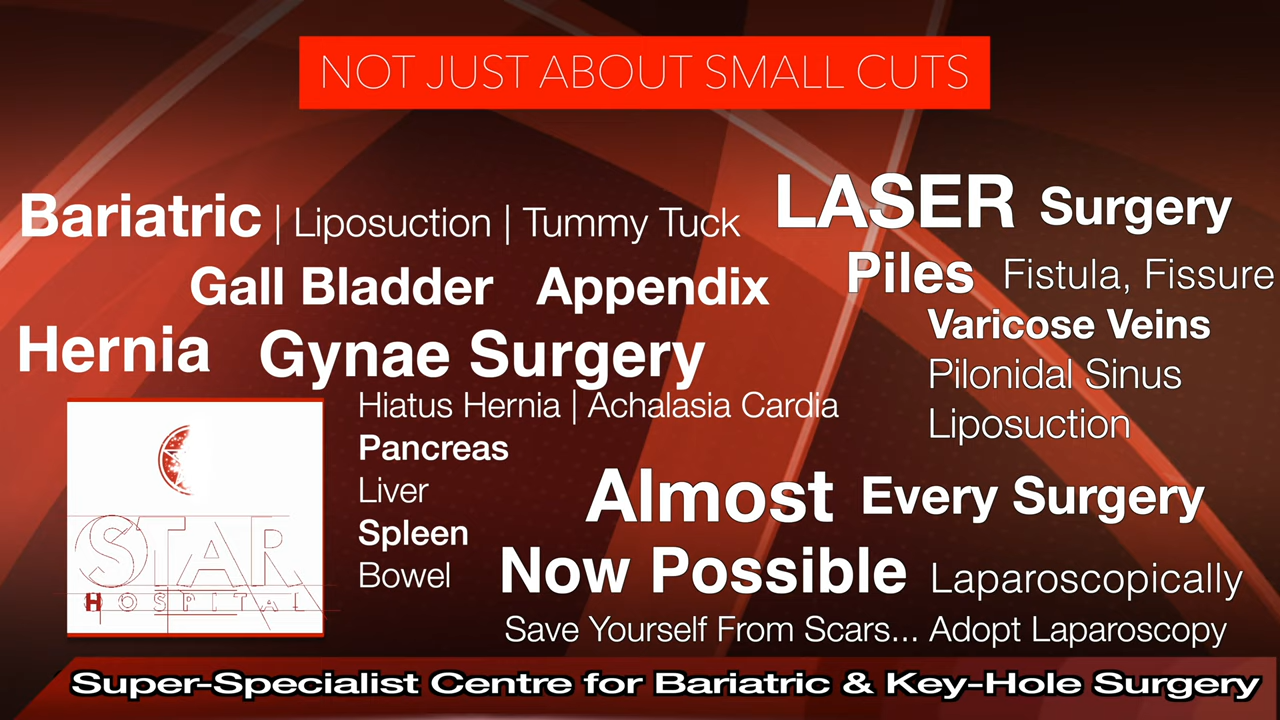 NOT JUST ABOUT SMALL CUTS
Bariatric | Liposuction | Tummy Tuck
Gall Bladder Appendix
Hernia Gynae Surgery
Hiatus Hernia | Achalasia Cardia
Pancreas
Liver
Spleen
Bowel
LASER Surgery
Piles Fistula, Fissure
Varicose Veins
Pilonidal Sinus
Liposuction
Almost Every Surgery
Now Possible Laparoscopically
Save Yourself From Scars... Adopt Laparoscopy
STAR
HOSPITAL
Super-Specialist Centre for Bariatric & Key-Hole Surgery